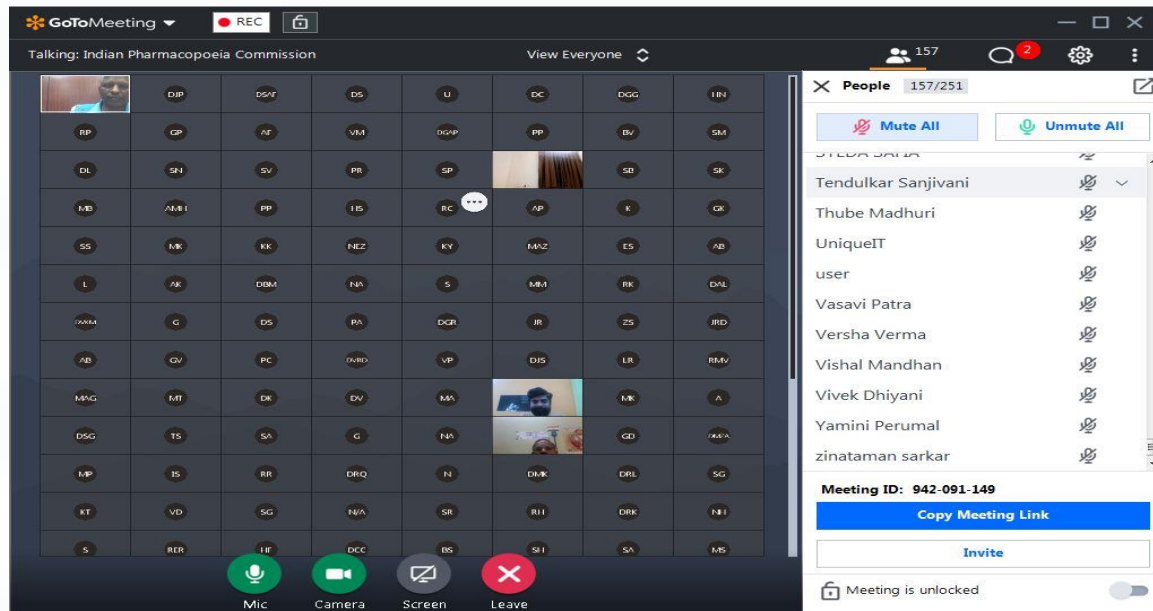 GoToMeeting
REC
Talking: Indian Pharmacopoeia Commission
View Everyone
157
2
People 157/251
Mute All
Unmute All
DJP DSAF DS U DC DGG HN
RP GP AF VM DGAP PP BV SM
DL SN SV PR SP SB SK
MB AMH PP HS RC AP K GK
SS MK KK NEZ KY MAZ ES AB
L AK DBM NA S MM RK DAL
G DS PA DGR JR ZS JRD
AB GV PC DVRD VP DJS LR RMV
MAG MT DK DV MA MK A
DSG TS SA G NA GD
MP IS RR DRQ N DMK DRL SG
KT VD SG N/A SR RH DRK NH
S RER HF DCC BS SH SA MS
Mic
Camera
Screen
Leave
Tendulkar Sanjivani
Thube Madhuri
UniqueIT
user
Vasavi Patra
Versha Verma
Vishal Mandhan
Vivek Dhiyani
Yamini Perumal
zinataman sarkar
Meeting ID: 942-091-149
Copy Meeting Link
Invite
Meeting is unlocked